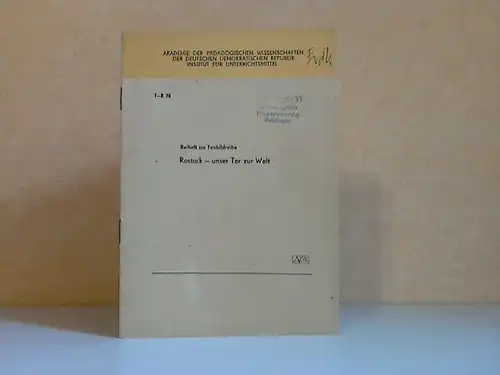 AKADEMIE DER PÄDAGOGISCHEN WISSENSCHAFTEN
DER DEUTSCHEN DEMOKRATISCHEN REPUBLIK
INSTITUT FÜR UNTERRICHTSMITTEL
T–R 78
Beiheft zur Tonbildreihe
Rostock – unser Tor zur Welt
APW